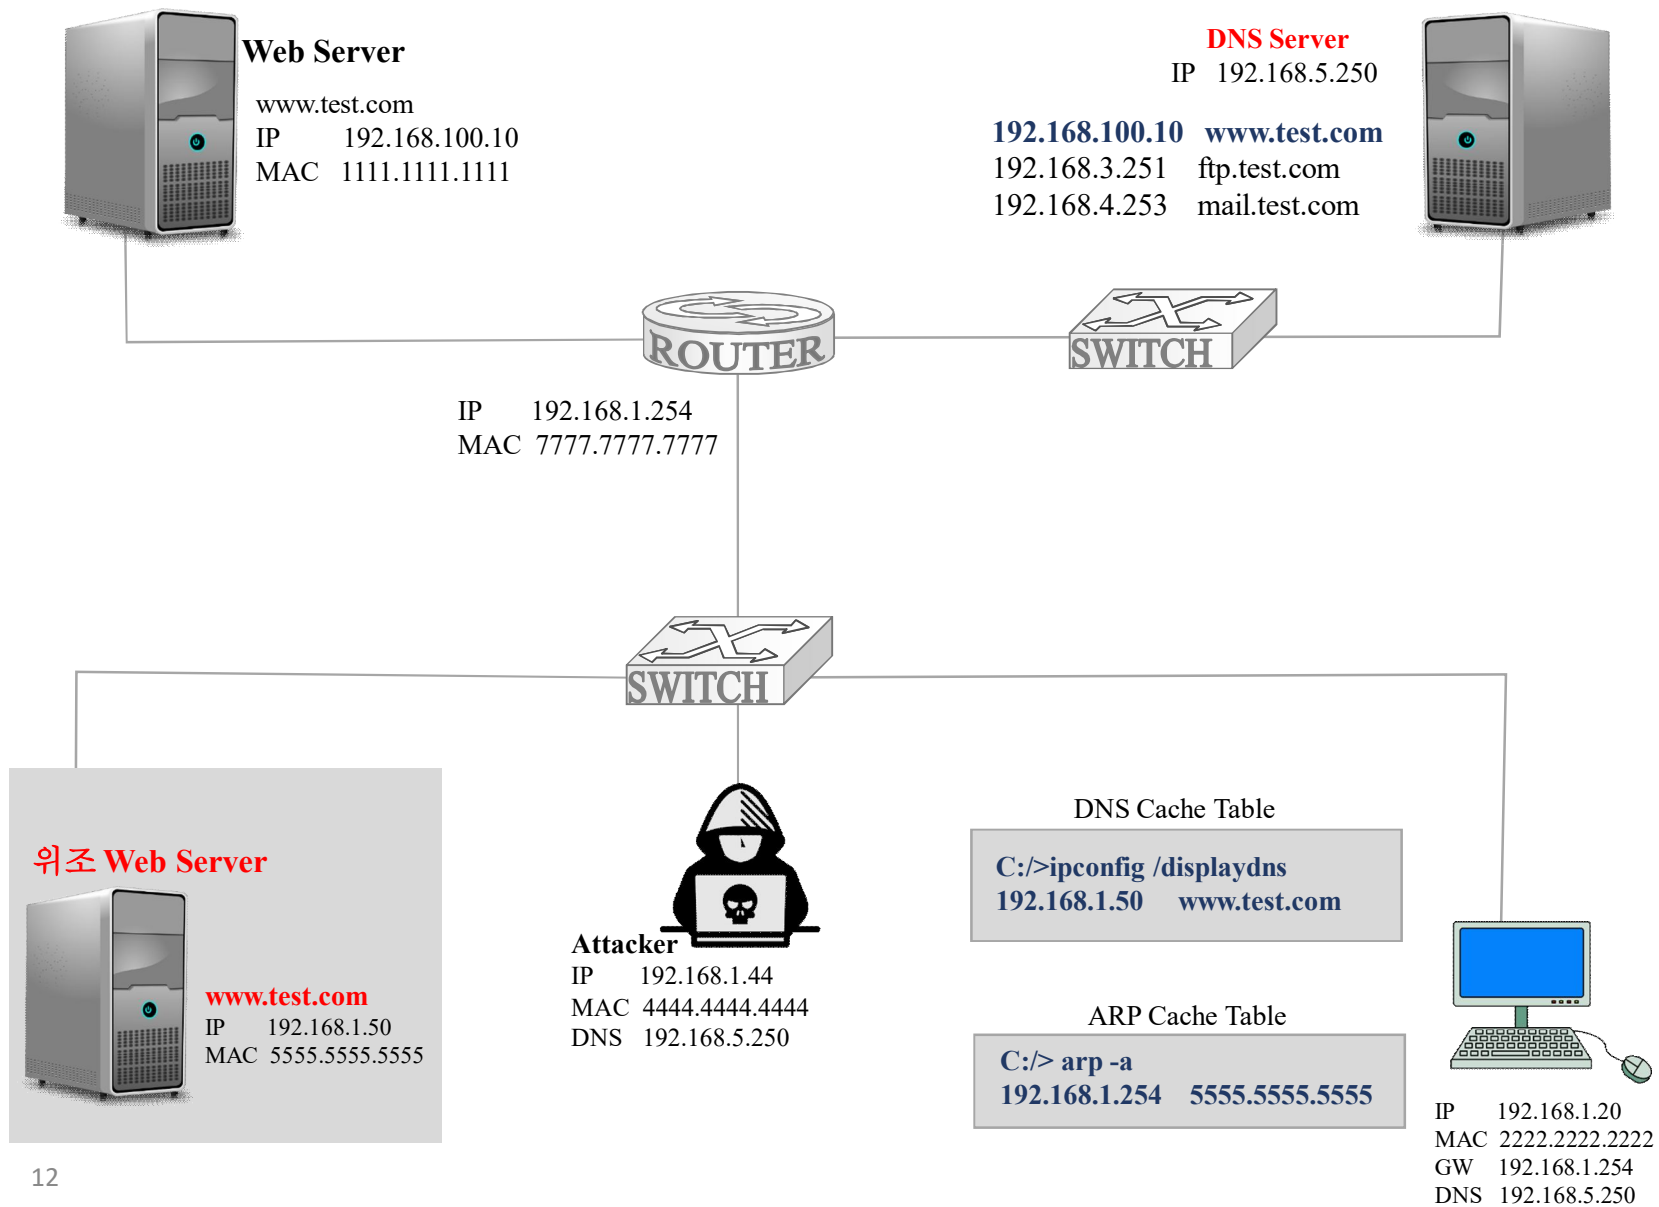 Web Server
www.test.com
IP 192.168.100.10
MAC 1111.1111.1111
DNS Server
IP 192.168.5.250
192.168.100.10 www.test.com
192.168.3.251 ftp.test.com
192.168.4.253 mail.test.com
ROUTER
SWITCH
IP 192.168.1.254
MAC 7777.7777.7777
SWITCH
위조 Web Server
www.test.com
IP 192.168.1.50
MAC 5555.5555.5555
Attacker
IP 192.168.1.44
MAC 4444.4444.4444
DNS 192.168.5.250
DNS Cache Table
C:/>ipconfig /displaydns
192.168.1.50 www.test.com
ARP Cache Table
C:/> arp -a
192.168.1.254 5555.5555.5555
IP 192.168.1.20
MAC 2222.2222.2222
GW 192.168.1.254
DNS 192.168.5.250
12